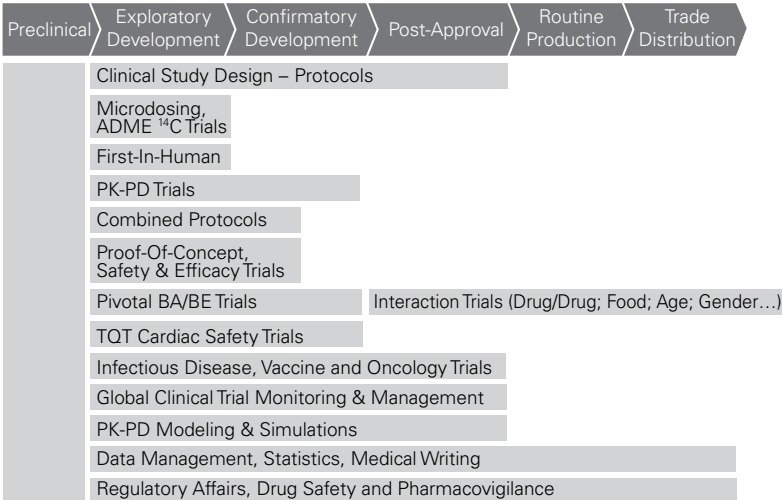 Preclinical
Exploratory
Development
Confirmatory
Development
Post-Approval
Routine
Production
Trade
Distribution
Clinical Study Design – Protocols
Microdosing,
ADME ¹⁴C Trials
First-In-Human
PK-PD Trials
Combined Protocols
Proof-Of-Concept,
Safety & Efficacy Trials
Pivotal BA/BE Trials
Interaction Trials (Drug/Drug; Food; Age; Gender…)
TQT Cardiac Safety Trials
Infectious Disease, Vaccine and Oncology Trials
Global Clinical Trial Monitoring & Management
PK-PD Modeling & Simulations
Data Management, Statistics, Medical Writing
Regulatory Affairs, Drug Safety and Pharmacovigilance